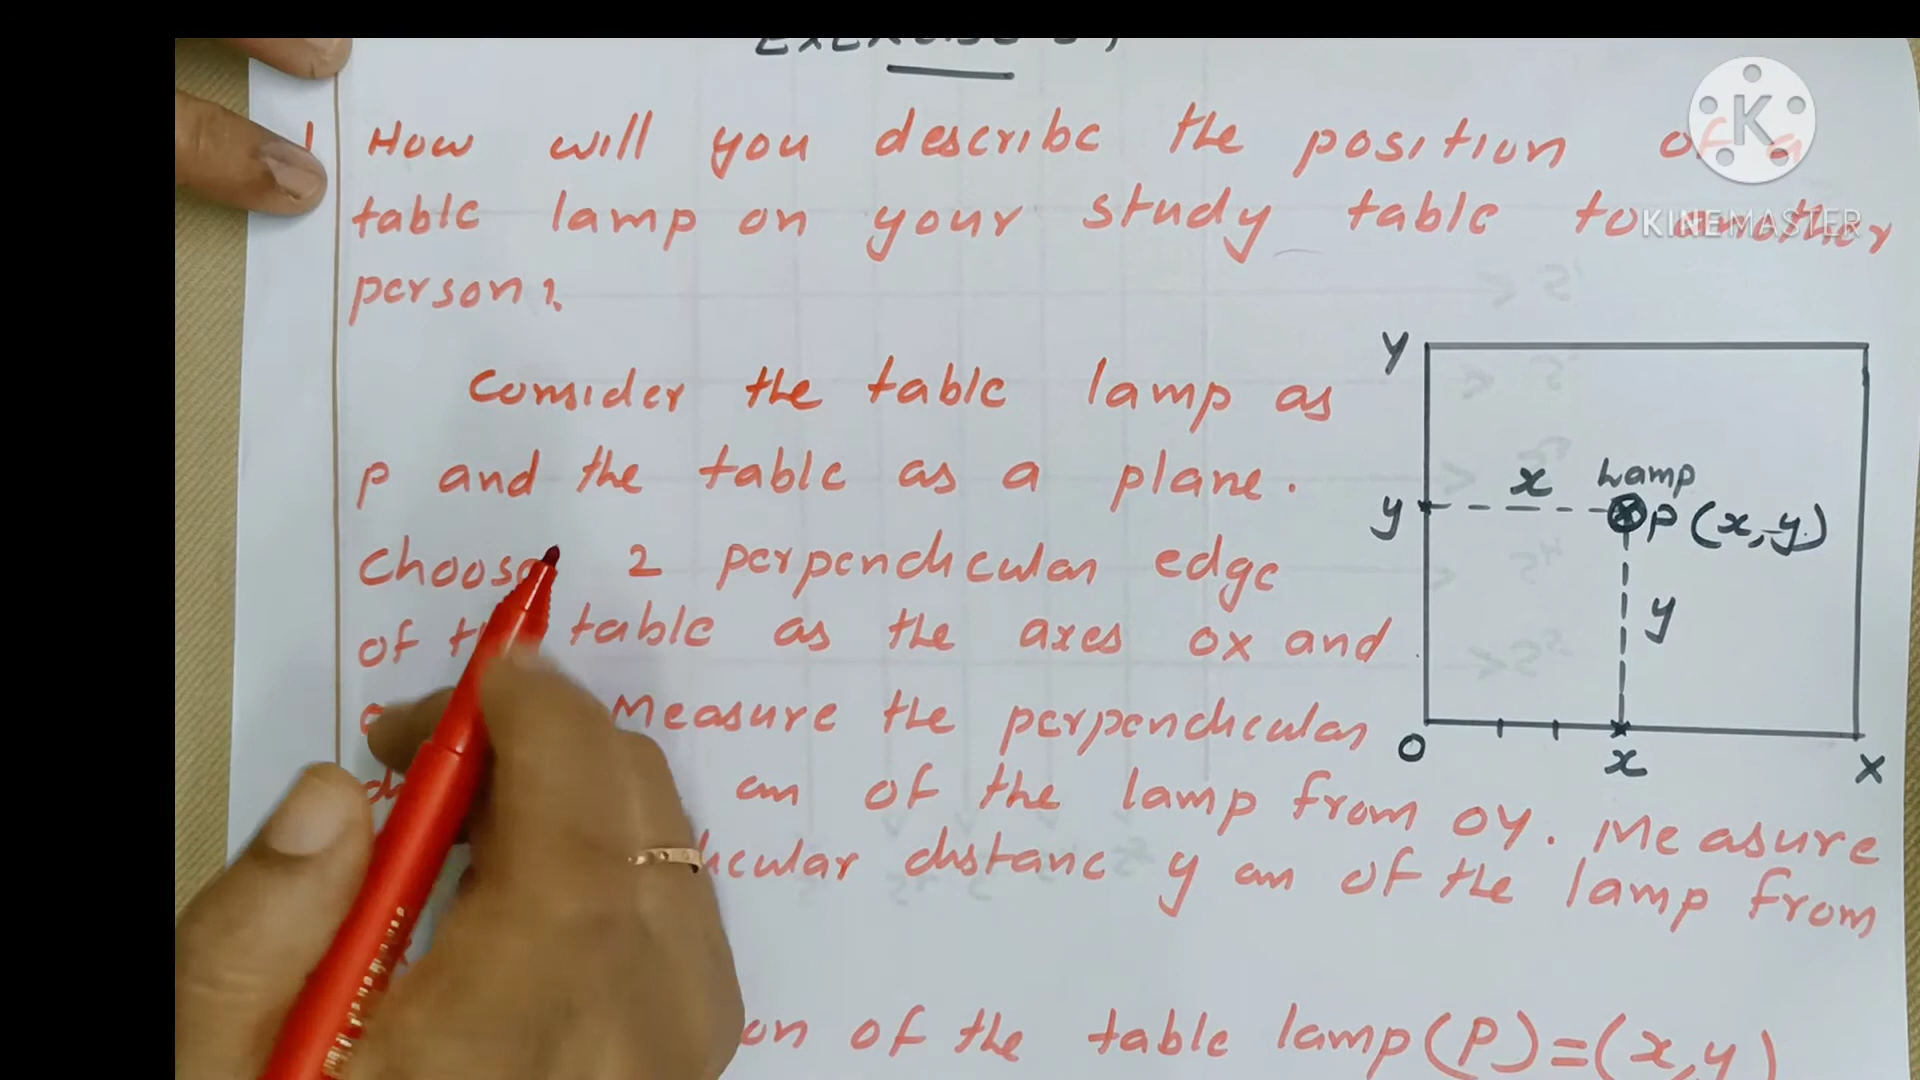 1 How will you describe the position of a
table lamp on your study table to another
person?
Consider the table lamp as
P and the table as a plane.
Choose 2 perpendicular edge
of the table as the axes OX and
Measure the perpendicular
cm of the lamp from OY. Measure
distanc y cm of the lamp from
of the table lamp (P) = (x, y)
Y
y
x
Lamp
P (x, y)
y
O
x
X
K
KINEMASTER